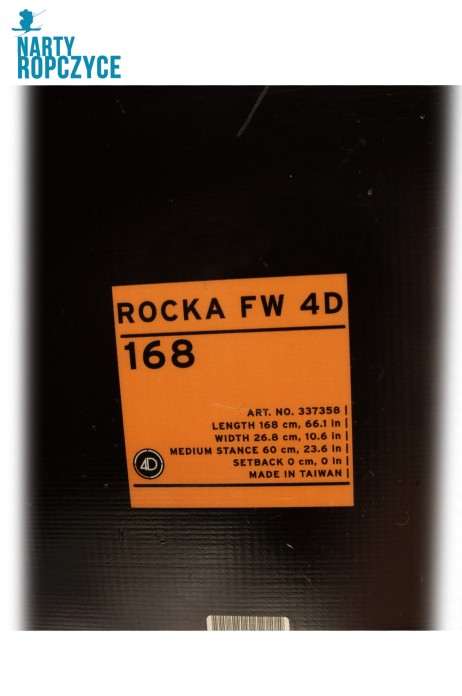 NARTY
ROPCZYCE
ROCKA FW 4D
168
ART. NO. 337358
LENGTH 168 cm, 66.1 in
WIDTH 26.8 cm, 10.6 in
MEDIUM STANCE 60 cm, 23.6 in
4D
SETBACK 0 cm, 0 in
MADE IN TAIWAN